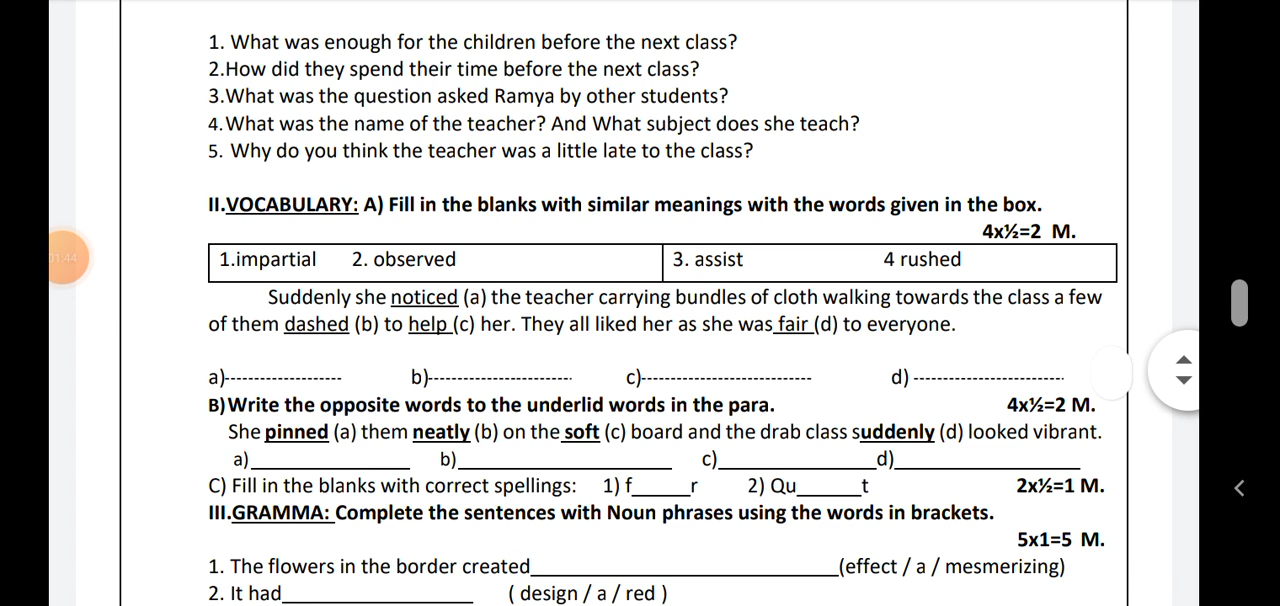 1. What was enough for the children before the next class?
2.How did they spend their time before the next class?
3.What was the question asked Ramya by other students?
4.What was the name of the teacher? And What subject does she teach?
5. Why do you think the teacher was a little late to the class?
II.VOCABULARY: A) Fill in the blanks with similar meanings with the words given in the box.
4x½=2 M.
1.impartial 2. observed 3. assist 4 rushed
Suddenly she noticed (a) the teacher carrying bundles of cloth walking towards the class a few
of them dashed (b) to help (c) her. They all liked her as she was fair (d) to everyone.
a)-------------------- b)------------------------- c)----------------------------- d) --------------------------
B)Write the opposite words to the underlid words in the para. 4x½=2 M.
She pinned (a) them neatly (b) on the soft (c) board and the drab class suddenly (d) looked vibrant.
a)_______________ b)___________________ c)_______________d)__________________
C) Fill in the blanks with correct spellings: 1) f______r 2) Qu______t 2x½=1 M.
III.GRAMMA: Complete the sentences with Noun phrases using the words in brackets.
5x1=5 M.
1. The flowers in the border created_____________________________(effect / a / mesmerizing)
2. It had__________________ ( design / a / red )
01:44